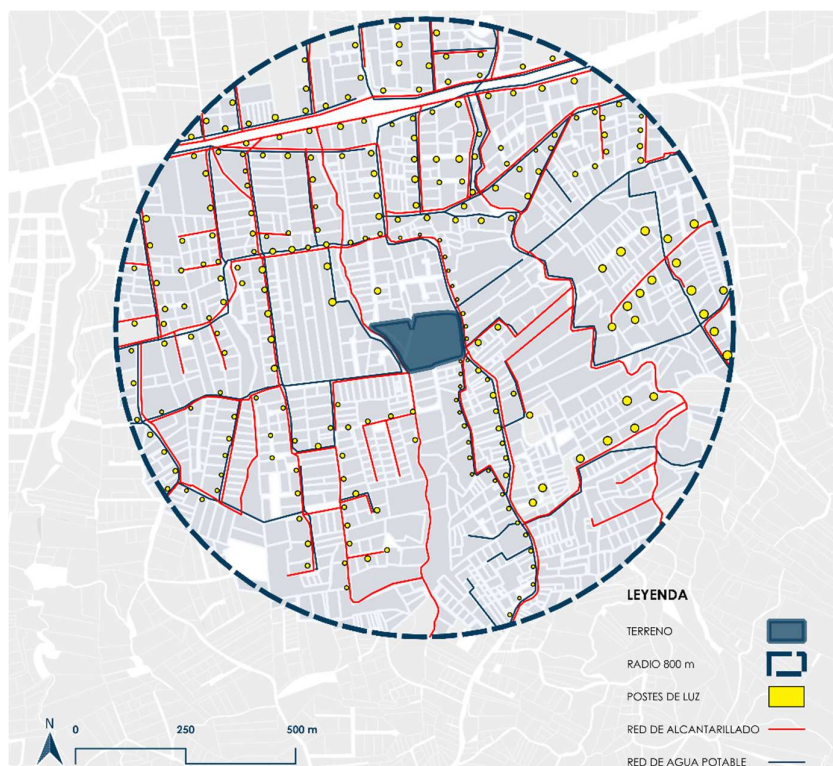 LEYENDA
TERRENO
RADIO 800 m
POSTES DE LUZ
RED DE ALCANTARILLADO
RED DE AGUA POTABLE
N
0 250 500 m